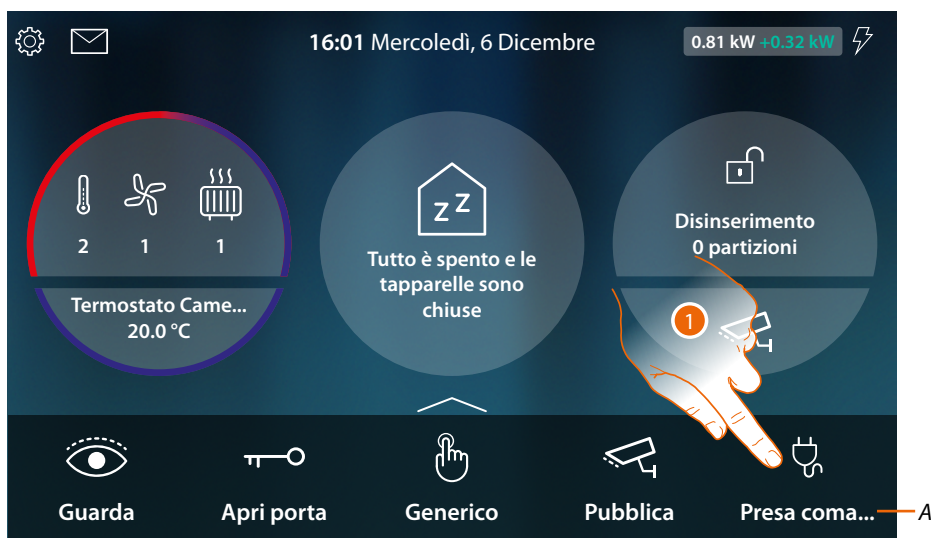 16:01 Mercoledì, 6 Dicembre
0.81 kW +0.32 kW
2 1 1
Termostato Came...
20.0 °C
zZ
Tutto è spento e le
tapparelle sono
chiuse
Disinserimento
0 partizioni
1
Guarda
Apri porta
Generico
Pubblica
Presa coma...
A